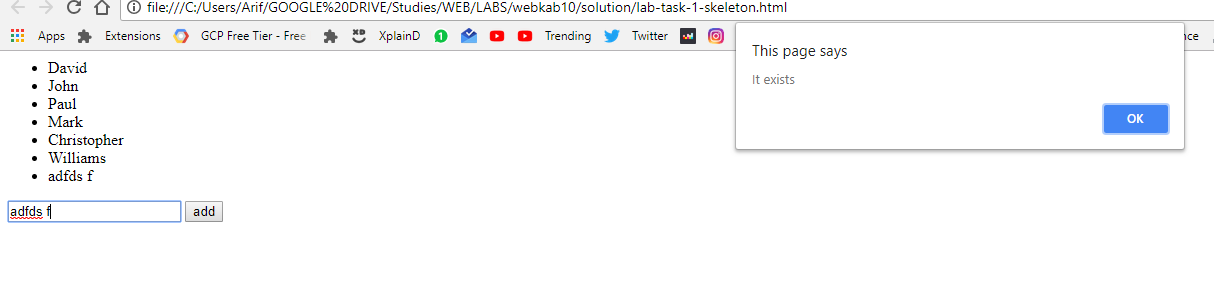 file:///C:/Users/Arif/GOOGLE%20DRIVE/Studies/WEB/LABS/webkab10/solution/lab-task-1-skeleton.html
Apps Extensions GCP Free Tier - Free XplainD Trending Twitter nce
This page says
It exists
OK
David
John
Paul
Mark
Christopher
Williams
adfds f
adfds f add